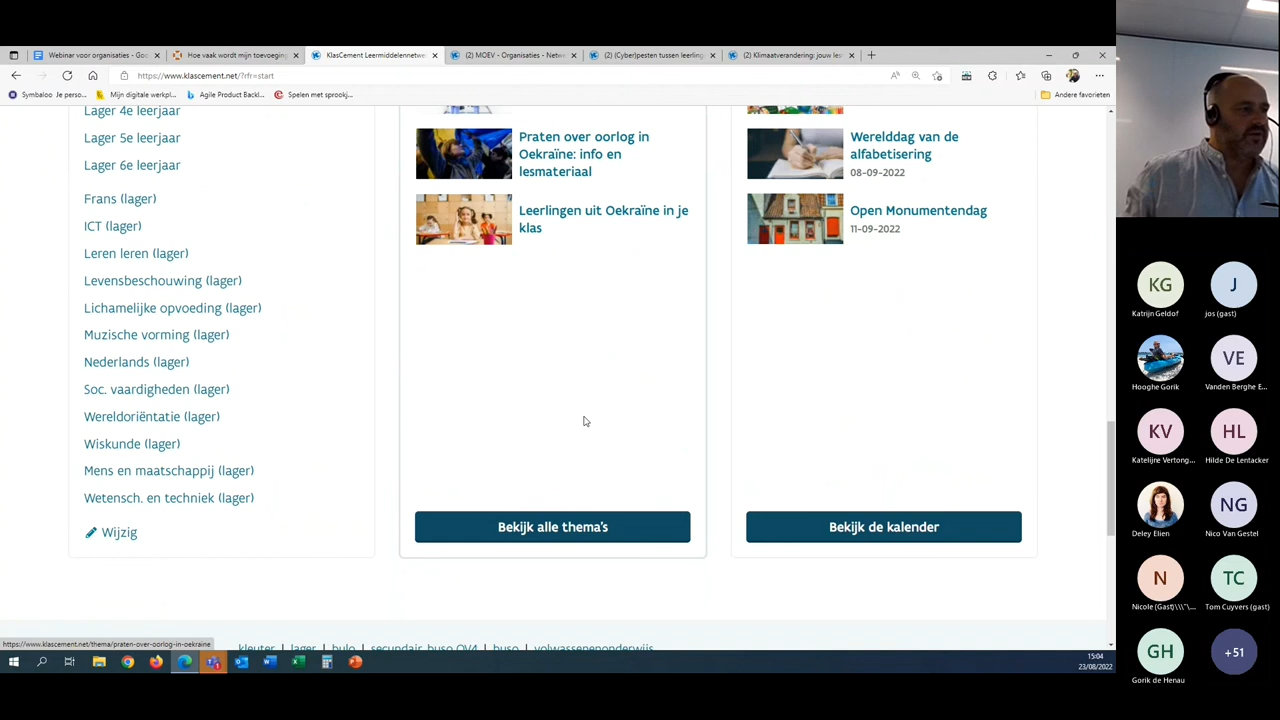 Webinar voor organisaties - Goo
Hoe vaak wordt mijn toevoeging
KlasCement Leermiddelennetwe
(2) MOEV - Organisaties - Netw
(2) (Cyber)pesten tussen leerling
(2) Klimaatverandering: jouw les
https://www.klascement.net/?rfr=start
Symbaloo Je perso...
Mijn digitale werkpl...
Agile Product Backl...
Spelen met sprookj...
Andere favorieten
Lager 4e leerjaar
Lager 5e leerjaar
Lager 6e leerjaar
Frans (lager)
ICT (lager)
Leren leren (lager)
Levensbeschouwing (lager)
Lichamelijke opvoeding (lager)
Muzische vorming (lager)
Nederlands (lager)
Soc. vaardigheden (lager)
Wereldoriëntatie (lager)
Wiskunde (lager)
Mens en maatschappij (lager)
Wetensch. en techniek (lager)
Wijzig
Praten over oorlog in
Oekraïne: info en
lesmateriaal
Leerlingen uit Oekraïne in je
klas
Bekijk alle thema's
Werelddag van de
alfabetisering
08-09-2022
Open Monumentendag
11-09-2022
Bekijk de kalender
https://www.klascement.net/thema/praten-over-oorlog-in-oekraine
kleuter | lager | bulo | secundair, buso OV4 | buso | volwassenenonderwijs
15:04
23/08/2022
KG
Katrijn Geldof
J
jos (gast)
Hooghe Gorik
VE
Vanden Berghe E...
KV
Katelijne Vertong...
HL
Hilde De Lentacker
Deley Elien
NG
Nico Van Gestel
N
Nicole (Gast)\\\"\...
TC
Tom Cuyvers (gast)
GH
Gorik de Henau
+51